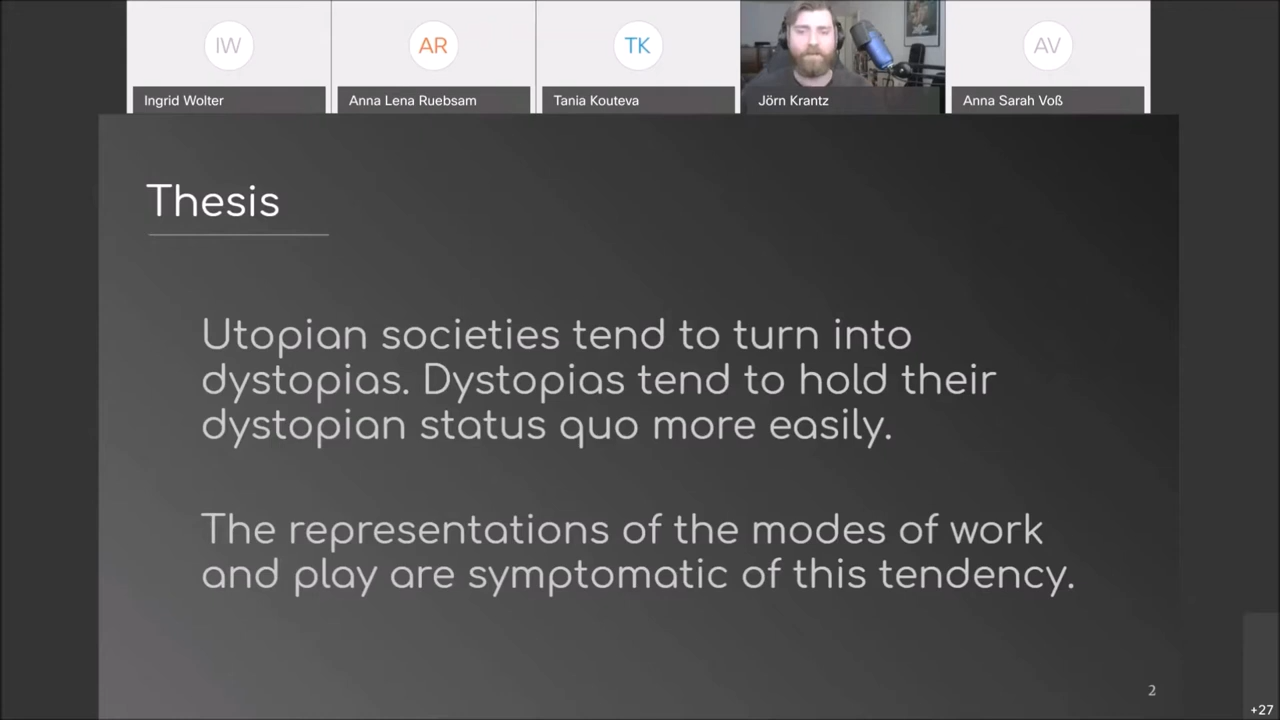 IW
AR
TK
AV
Ingrid Wolter
Anna Lena Ruebsam
Tania Kouteva
Jörn Krantz
Anna Sarah Voß
Thesis
Utopian societies tend to turn into
dystopias. Dystopias tend to hold their
dystopian status quo more easily.
The representations of the modes of work
and play are symptomatic of this tendency.
2
+27